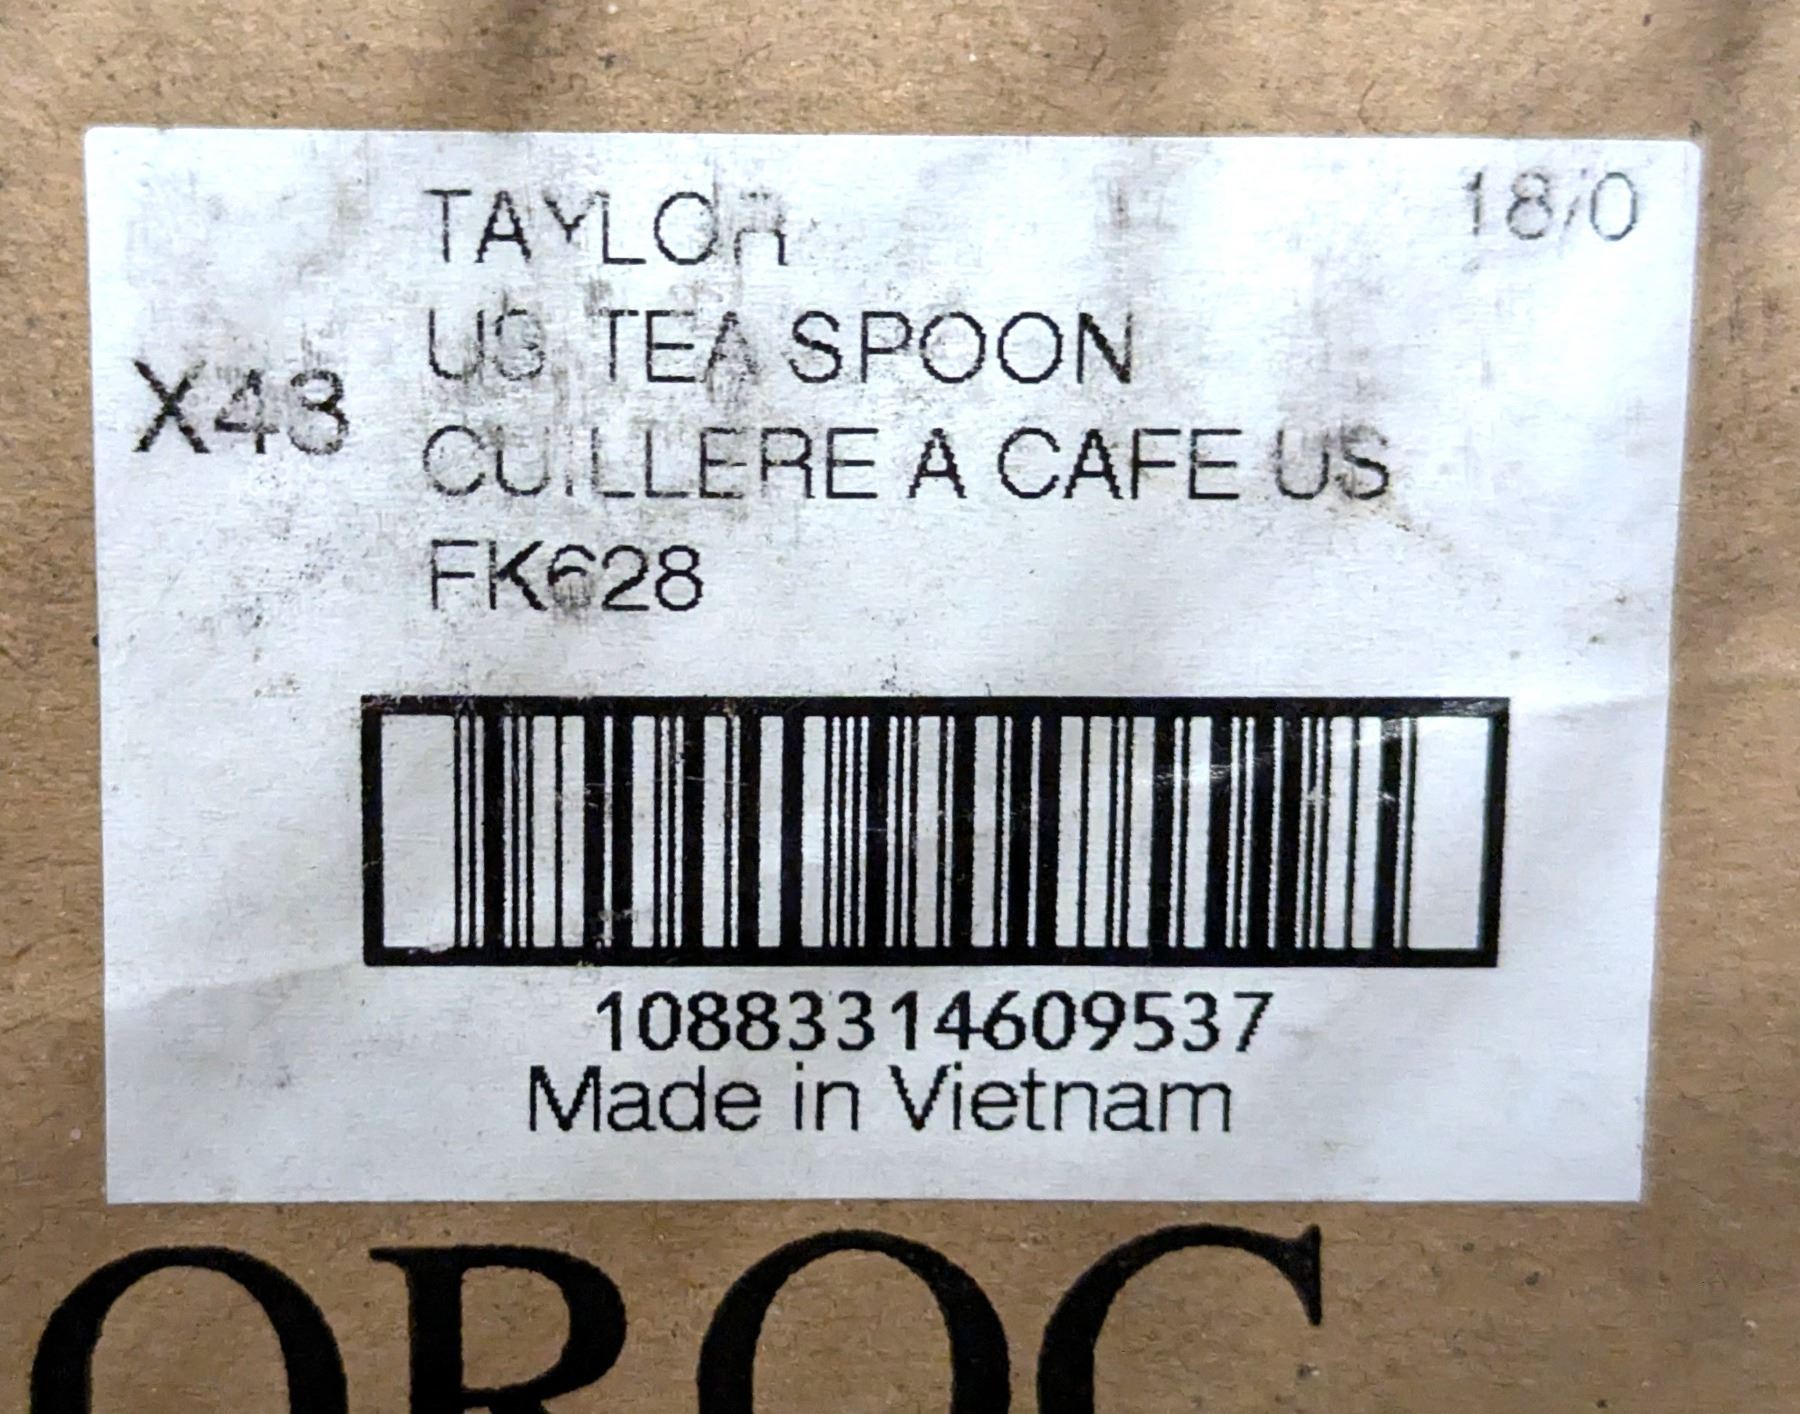 TAYLOR 18/0
US TEA SPOON
X43
CUILLERE A CAFE US
FK628
10883314609537
Made in Vietnam